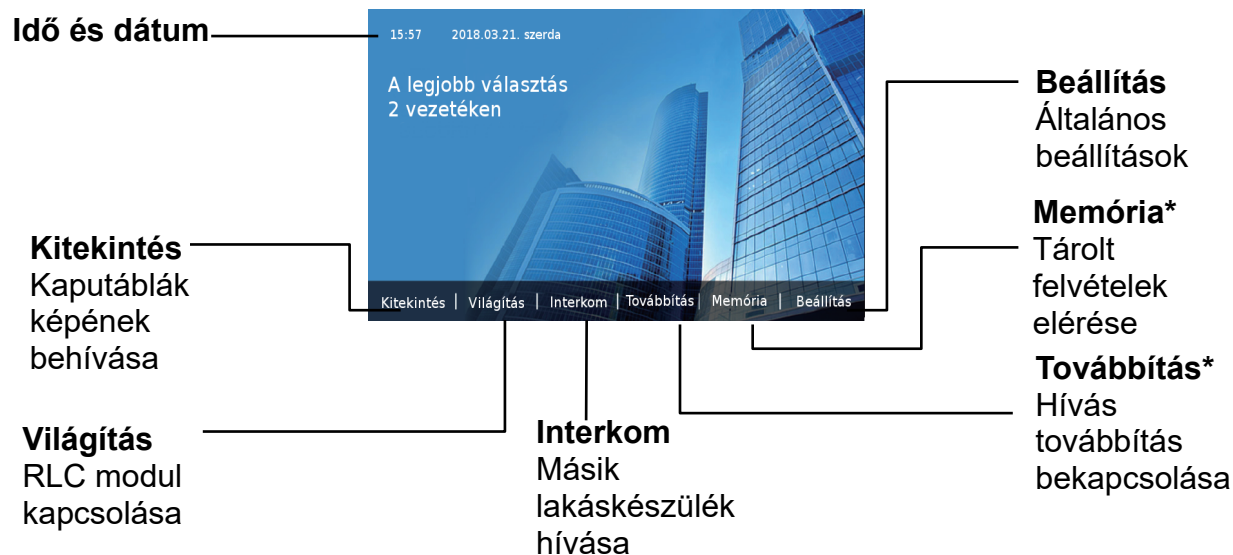 Idő és dátum
15:57 2018.03.21. szerda
A legjobb választás
2 vezetéken
Kitekintés | Világítás | Interkom | Továbbítás | Memória | Beállítás
Kitekintés
Kaputáblák
képének
behívása
Világítás
RLC modul
kapcsolása
Interkom
Másik
lakáskészülék
hívása
Beállítás
Általános
beállítások
Memória*
Tárolt
felvételek
elérése
Továbbítás*
Hívás
továbbítás
bekapcsolása